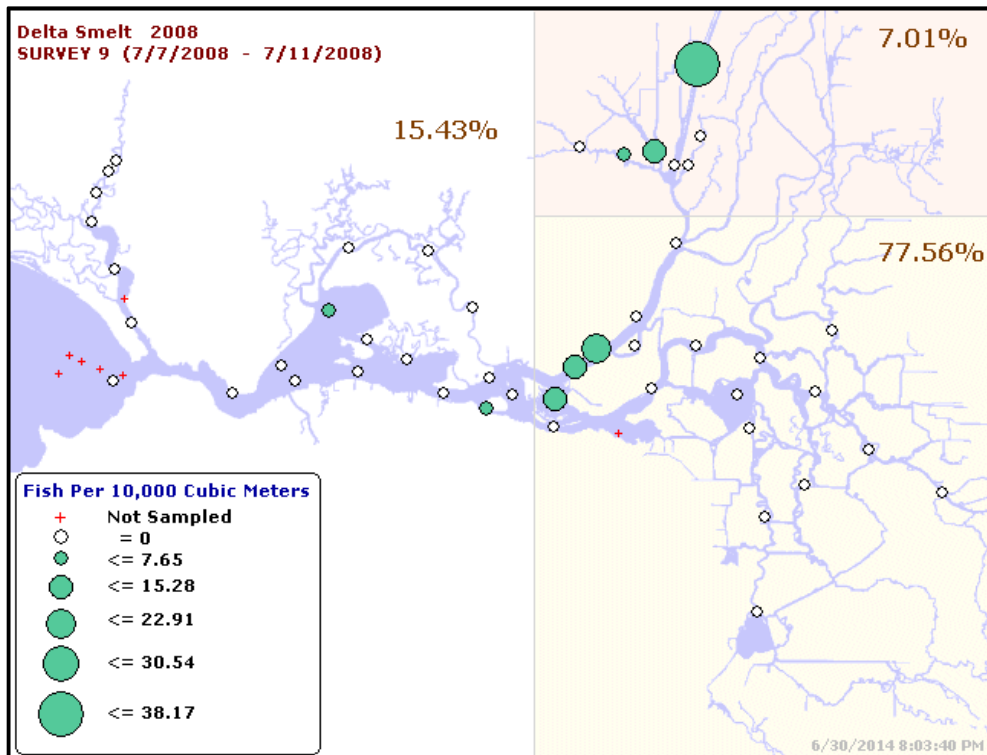 Delta Smelt 2008
SURVEY 9 (7/7/2008 - 7/11/2008)
7.01%
15.43%
77.56%
Fish Per 10,000 Cubic Meters
Not Sampled
= 0
<= 7.65
<= 15.28
<= 22.91
<= 30.54
<= 38.17
6/30/2014 8:03:40 PM